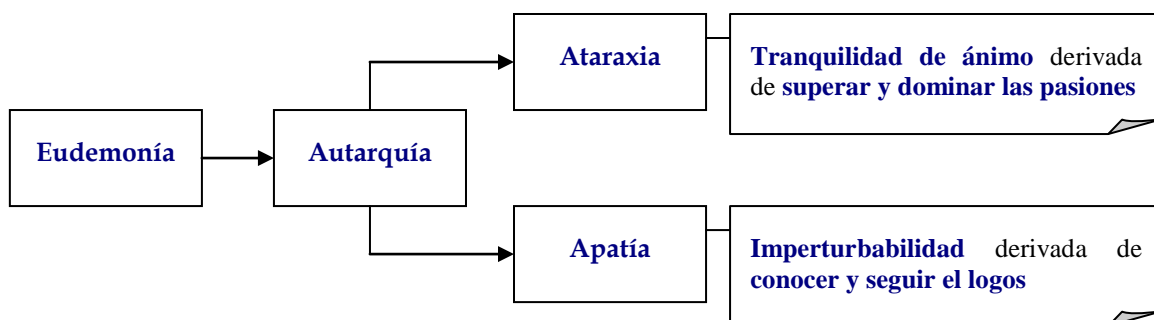 Eudemonía
Autarquía
Ataraxia
Tranquilidad de ánimo derivada
de superar y dominar las pasiones
Apatía
Imperturbabilidad derivada de
conocer y seguir el logos